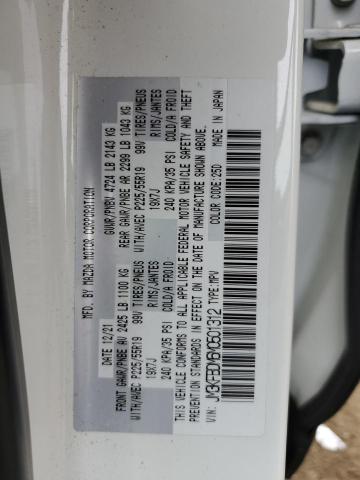 MFD. BY MAZDA MOTOR CORPORATION
DATE 12/21 GVWR/PNBV 4724 LB 2143 KG
FRONT GAWR/PNBE AV 2425 LB 1100 KG REAR GAWR/PNBE AR 2299 LB 1043 KG
WITH/AVEC P225/55R19 99V TIRES/PNEUS WITH/AVEC P225/55R19 99V TIRES/PNEUS
19X7J RIMS/JANTES 19X7J RIMS/JANTES
240 KPA/35 PSI COLD/A FROID 240 KPA/35 PSI COLD/A FROID
THIS VEHICLE CONFORMS TO ALL APPLICABLE FEDERAL MOTOR VEHICLE SAFETY AND THEFT
PREVENTION STANDARDS IN EFFECT ON THE DATE OF MANUFACTURE SHOWN ABOVE.
VIN: TYPE:MPV COLOR CODE:25D MADE IN JAPAN